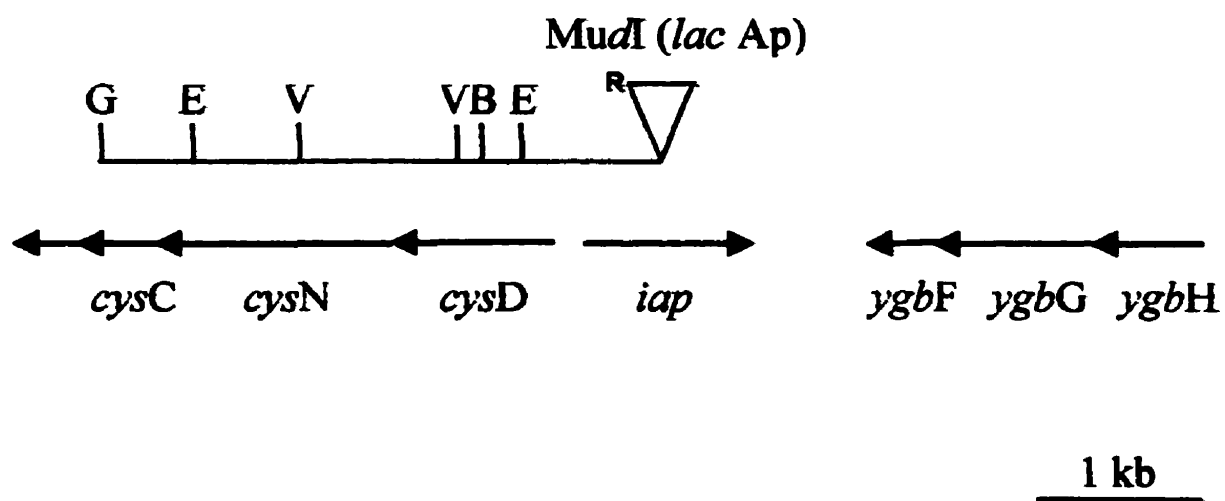 MudI (lac Ap)
R
G E V VB E
cysC cysN cysD iap ygbF ygbG ygbH
1 kb